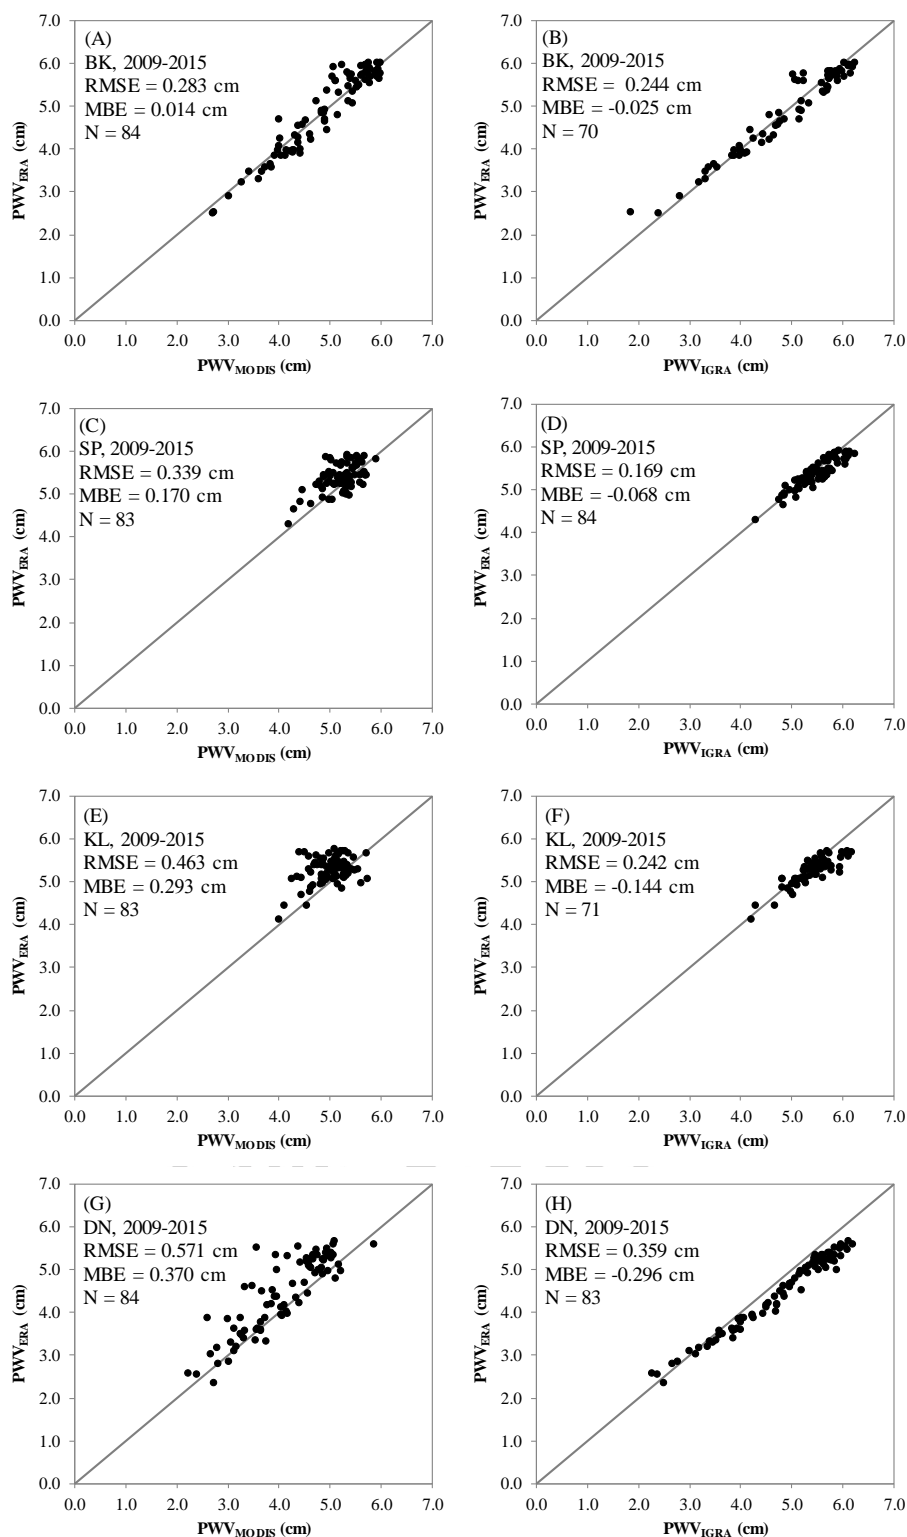 (A)
BK, 2009-2015
RMSE = 0.283 cm
MBE = 0.014 cm
N = 84
7.0
6.0
5.0
4.0
3.0
2.0
1.0
0.0
PWV_ERA (cm)
0.0 1.0 2.0 3.0 4.0 5.0 6.0 7.0
PWV_MODIS (cm)
(B)
BK, 2009-2015
RMSE = 0.244 cm
MBE = -0.025 cm
N = 70
7.0
6.0
5.0
4.0
3.0
2.0
1.0
0.0
PWV_ERA (cm)
0.0 1.0 2.0 3.0 4.0 5.0 6.0 7.0
PWV_IGRA (cm)
(C)
SP, 2009-2015
RMSE = 0.339 cm
MBE = 0.170 cm
N = 83
7.0
6.0
5.0
4.0
3.0
2.0
1.0
0.0
PWV_ERA (cm)
0.0 1.0 2.0 3.0 4.0 5.0 6.0 7.0
PWV_MODIS (cm)
(D)
SP, 2009-2015
RMSE = 0.169 cm
MBE = -0.068 cm
N = 84
7.0
6.0
5.0
4.0
3.0
2.0
1.0
0.0
PWV_ERA (cm)
0.0 1.0 2.0 3.0 4.0 5.0 6.0 7.0
PWV_IGRA (cm)
(E)
KL, 2009-2015
RMSE = 0.463 cm
MBE = 0.293 cm
N = 83
7.0
6.0
5.0
4.0
3.0
2.0
1.0
0.0
PWV_ERA (cm)
0.0 1.0 2.0 3.0 4.0 5.0 6.0 7.0
PWV_MODIS (cm)
(F)
KL, 2009-2015
RMSE = 0.242 cm
MBE = -0.144 cm
N = 71
7.0
6.0
5.0
4.0
3.0
2.0
1.0
0.0
PWV_ERA (cm)
0.0 1.0 2.0 3.0 4.0 5.0 6.0 7.0
PWV_IGRA (cm)
(G)
DN, 2009-2015
RMSE = 0.571 cm
MBE = 0.370 cm
N = 84
7.0
6.0
5.0
4.0
3.0
2.0
1.0
0.0
PWV_ERA (cm)
0.0 1.0 2.0 3.0 4.0 5.0 6.0 7.0
PWV_MODIS (cm)
(H)
DN, 2009-2015
RMSE = 0.359 cm
MBE = -0.296 cm
N = 83
7.0
6.0
5.0
4.0
3.0
2.0
1.0
0.0
PWV_ERA (cm)
0.0 1.0 2.0 3.0 4.0 5.0 6.0 7.0
PWV_IGRA (cm)